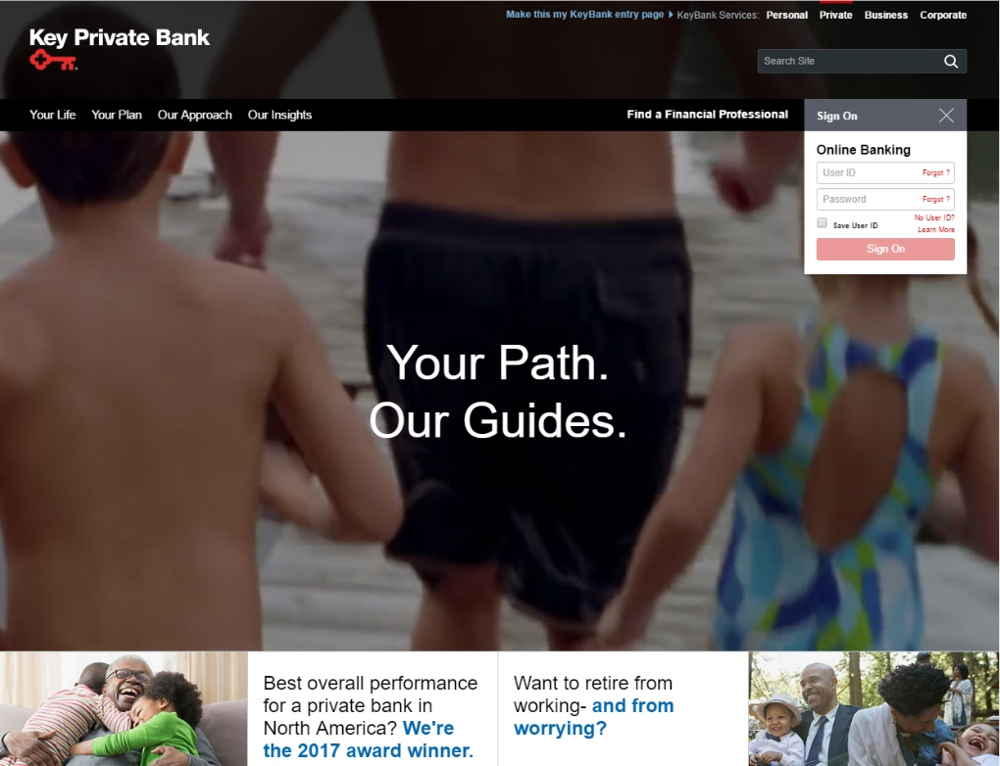 Make this my KeyBank entry page
KeyBank Services: Personal Private Business Corporate
Key Private Bank
Search Site
Your Life Your Plan Our Approach Our Insights
Find a Financial Professional
Sign On
Online Banking
User ID Forgot ?
Password Forgot ?
Save User ID
No User ID?
Learn More
Sign On
Your Path.
Our Guides.
Best overall performance
for a private bank in
North America? We're
the 2017 award winner.
Want to retire from
working- and from
worrying?